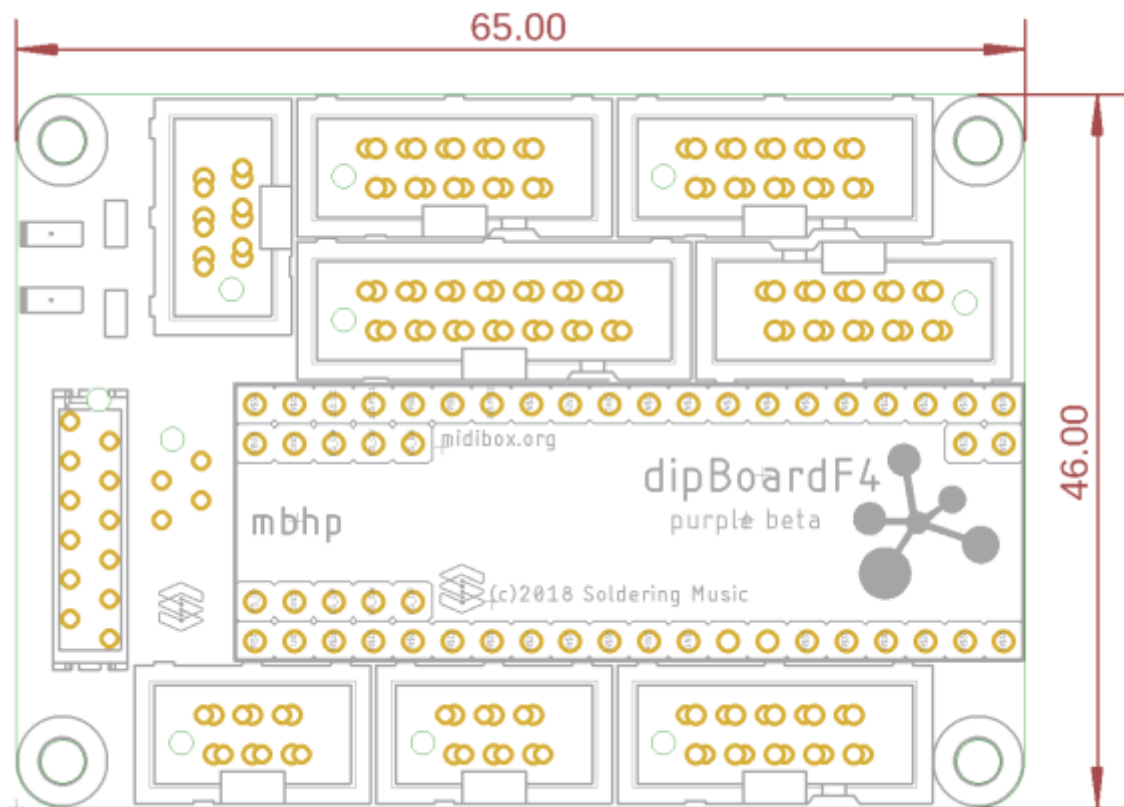 65.00
46.00
midibox.org
dipBoardF4
mbhp
purple beta
(c)2018 Soldering Music